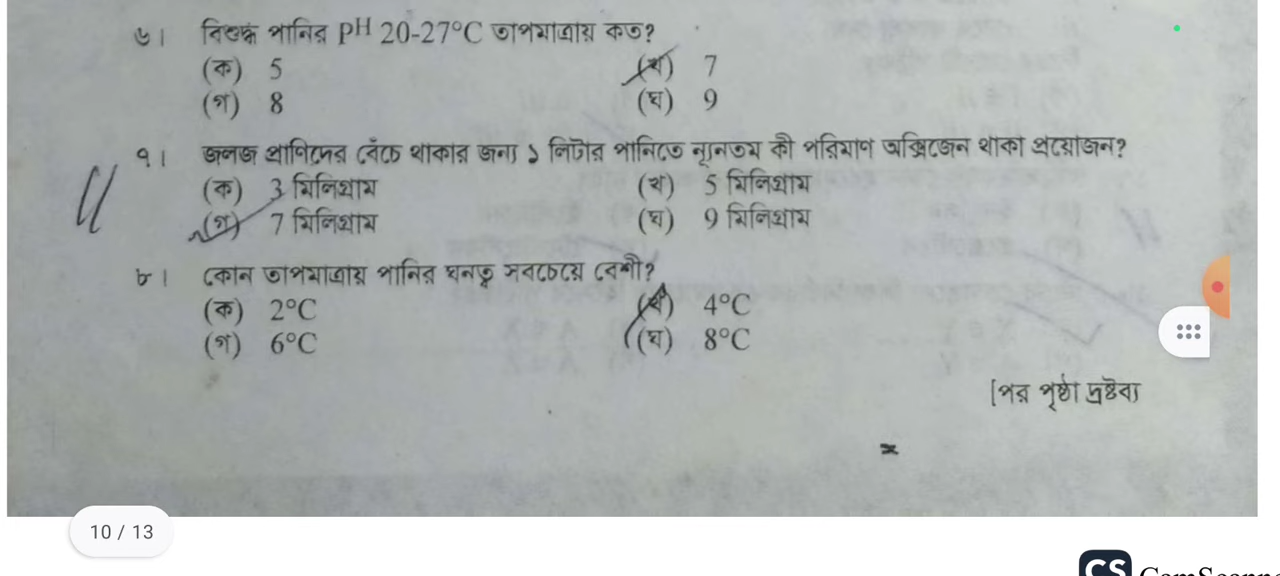 ৬। বিশুদ্ধ পানির pH 20-27°C তাপমাত্রায় কত?
(ক) 5 (খ) 7
(গ) 8 (ঘ) 9
৭। জলজ প্রাণিদের বেঁচে থাকার জন্য ১ লিটার পানিতে ন্যূনতম কী পরিমাণ অক্সিজেন থাকা প্রয়োজন?
(ক) 3 মিলিগ্রাম (খ) 5 মিলিগ্রাম
(গ) 7 মিলিগ্রাম (ঘ) 9 মিলিগ্রাম
৮। কোন তাপমাত্রায় পানির ঘনত্ব সবচেয়ে বেশী?
(ক) 2°C (খ) 4°C
(গ) 6°C (ঘ) 8°C
[পর পৃষ্ঠা দ্রষ্টব্য
10 / 13
CS